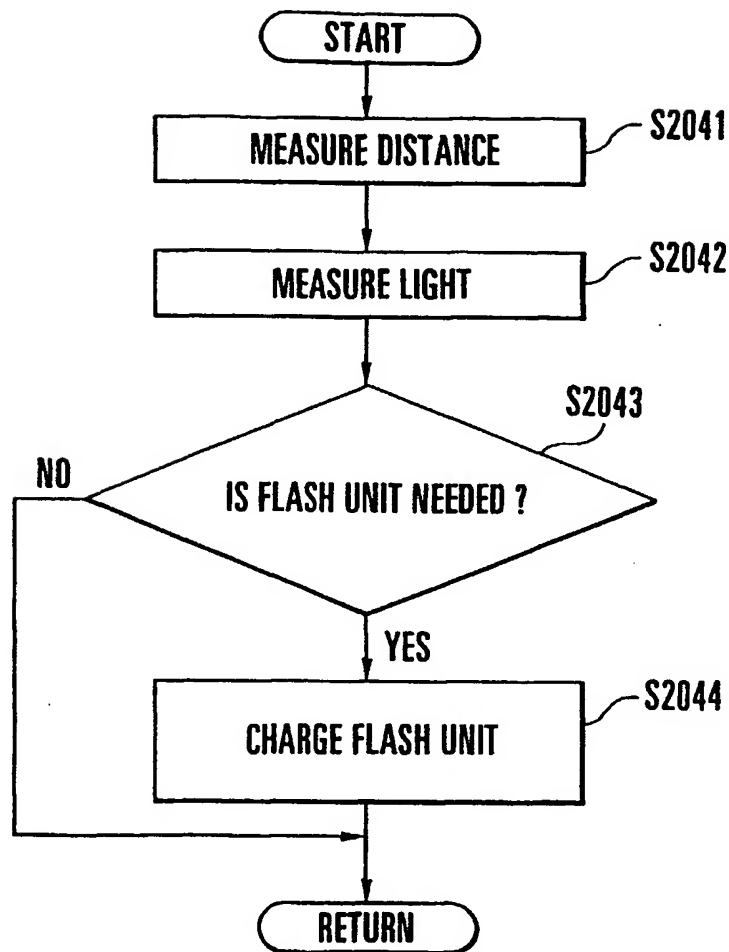 START
MEASURE DISTANCE
S2041
MEASURE LIGHT
S2042
S2043
IS FLASH UNIT NEEDED ?
NO
YES
CHARGE FLASH UNIT
S2044
RETURN